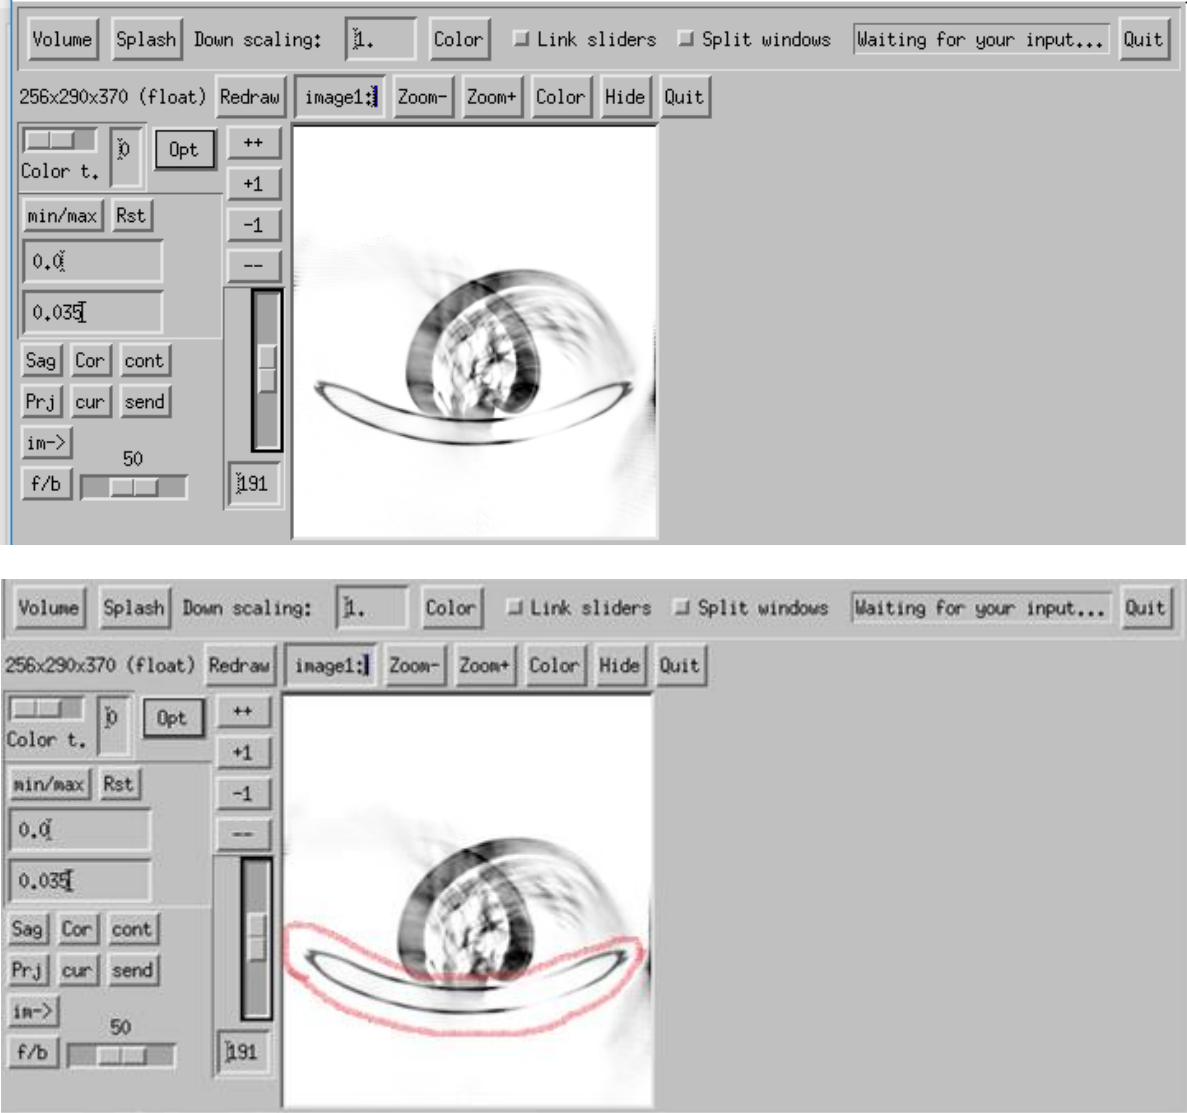 Volume Splash Down scaling: 1. Color Link sliders Split windows Waiting for your input... Quit
256x290x370 (float) Redraw image1: Zoom- Zoom+ Color Hide Quit
0 Opt ++
Color t. +1
min/max Rst -1
0.0 --
0.035
Sag Cor cont
Prj cur send
im->
50
f/b 191
Volume Splash Down scaling: 1. Color Link sliders Split windows Waiting for your input... Quit
256x290x370 (float) Redraw image1: Zoom- Zoom+ Color Hide Quit
0 Opt ++
Color t. +1
min/max Rst -1
0.0 --
0.035
Sag Cor cont
Prj cur send
im->
50
f/b 191